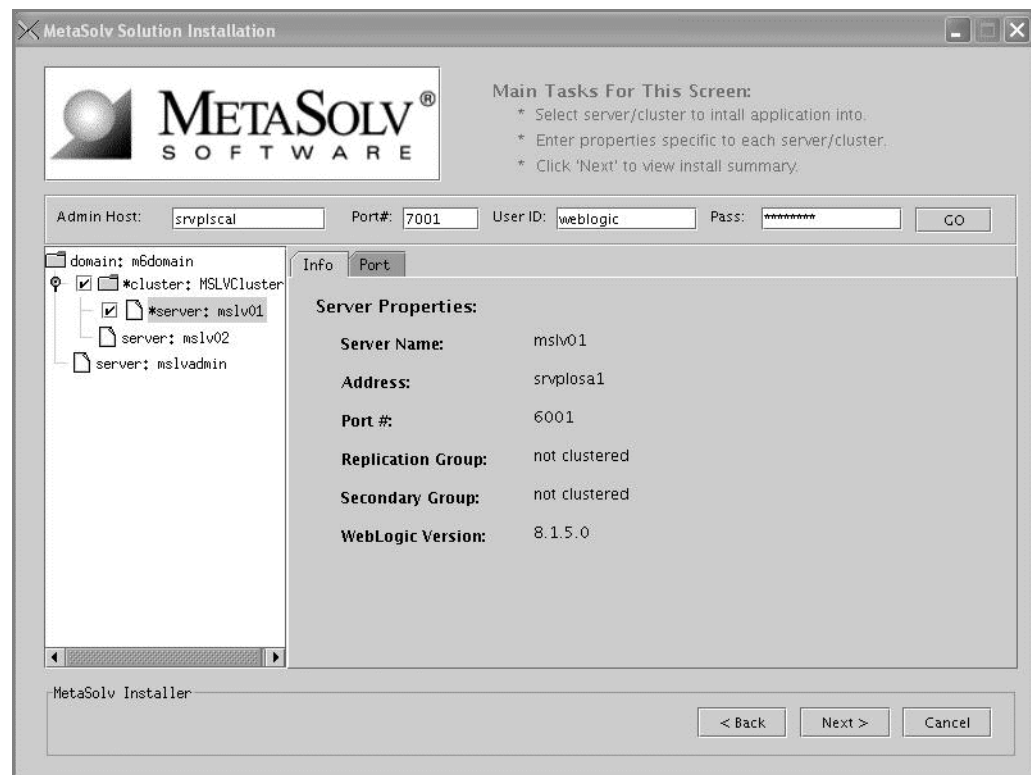 MetaSolv Solution Installation
METASOLV®
SOFTWARE
Main Tasks For This Screen:
* Select server/cluster to intall application into.
* Enter properties specific to each server/cluster.
* Click 'Next' to view install summary.
Admin Host: srvplscal Port#: 7001 User ID: weblogic Pass: ******** GO
domain: m6domain
*cluster: MSLVCluster
*server: mslv01
server: mslv02
server: mslvadmin
Info Port
Server Properties:
Server Name: mslv01
Address: srvplosa1
Port #: 6001
Replication Group: not clustered
Secondary Group: not clustered
WebLogic Version: 8.1.5.0
MetaSolv Installer
< Back Next > Cancel